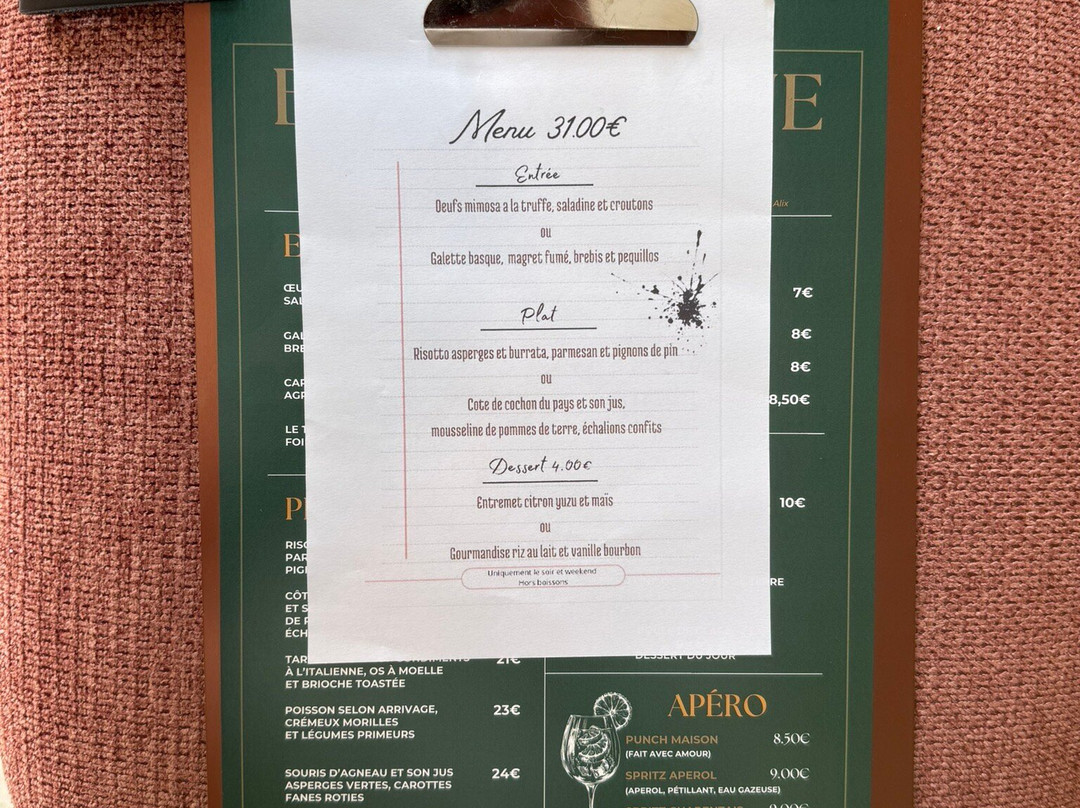 Menu 31.00€
Entrée
Oeufs mimosa a la truffe, saladine et croutons
ou
Galette basque, magret fumé, brebis et pequillos
Plat
Risotto asperges et burrata, parmesan et pignons de pin
ou
Cote de cochon du pays et son jus,
mousseline de pommes de terre, échalions confits
Dessert 4.00€
Entremet citron yuzu et maïs
ou
Gourmandise riz au lait et vanille bourbon
Uniquement le soir et weekend
Hors boissons
E
Alix
7€
8€
8€
8,50€
10€
21€
À L'ITALIENNE, OS À MOELLE
ET BRIOCHE TOASTÉE
POISSON SELON ARRIVAGE, 23€
CRÉMEUX MORILLES
ET LÉGUMES PRIMEURS
SOURIS D'AGNEAU ET SON JUS 24€
ASPERGES VERTES, CAROTTES
FANES ROTIES
DESSERT DU JOUR
APÉRO
PUNCH MAISON 8.50€
(FAIT AVEC AMOUR)
SPRITZ APEROL 9.00€
(APEROL, PÉTILLANT, EAU GAZEUSE)